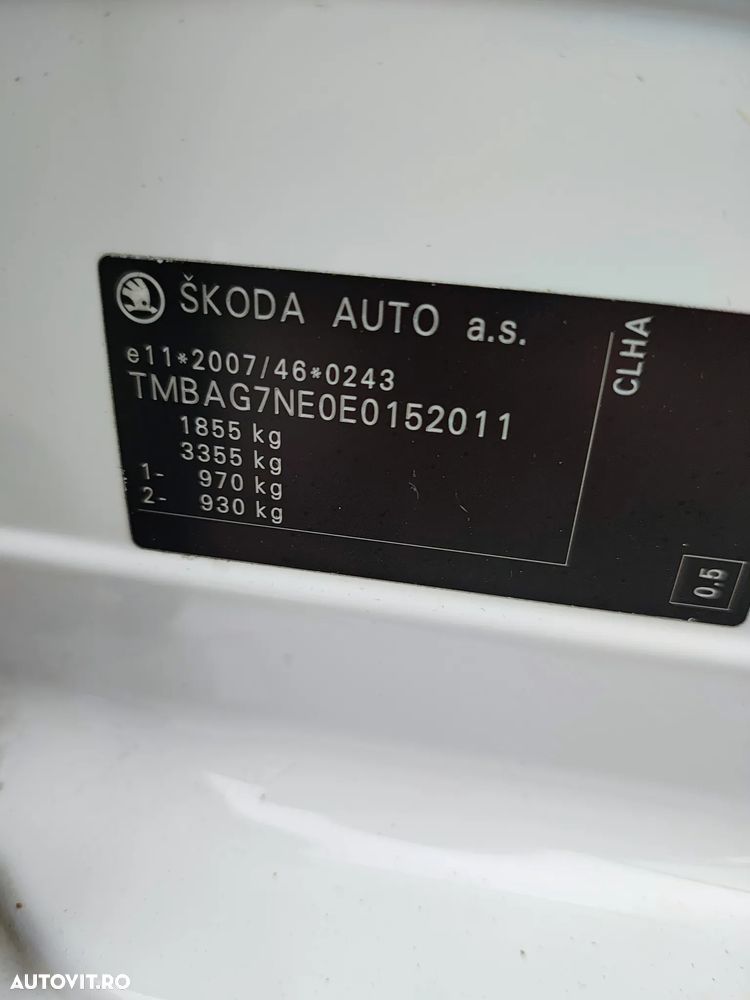 ŠKODA AUTO a.s.
e11*2007/46*0243
TMBAG7NE0E0152011
1855 kg
3355 kg
1- 970 kg
2- 930 kg
CLHA
0.5
AUTOVIT.RO